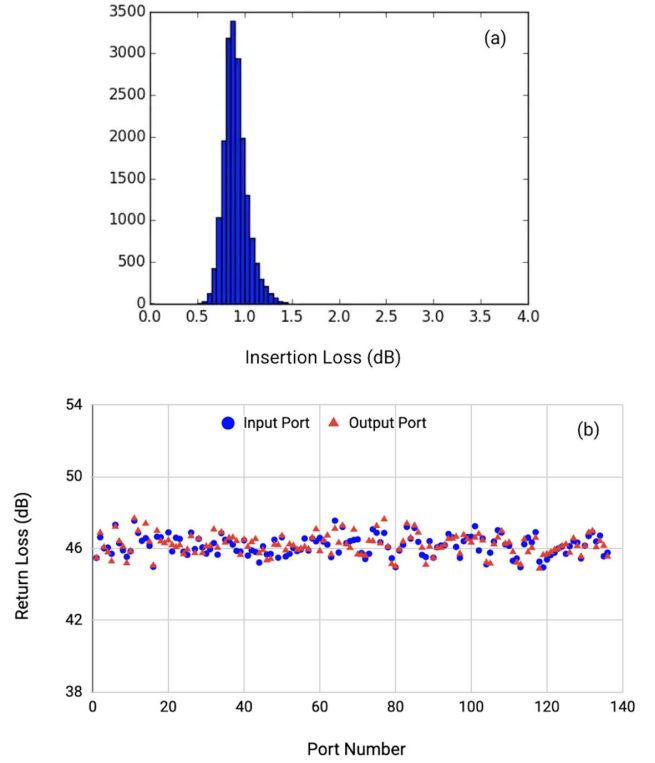 3500
(a)
3000
2500
2000
1500
1000
500
0
0.0 0.5 1.0 1.5 2.0 2.5 3.0 3.5 4.0
Insertion Loss (dB)
54
Input Port Output Port
(b)
50
46
42
38
Return Loss (dB)
0 20 40 60 80 100 120 140
Port Number